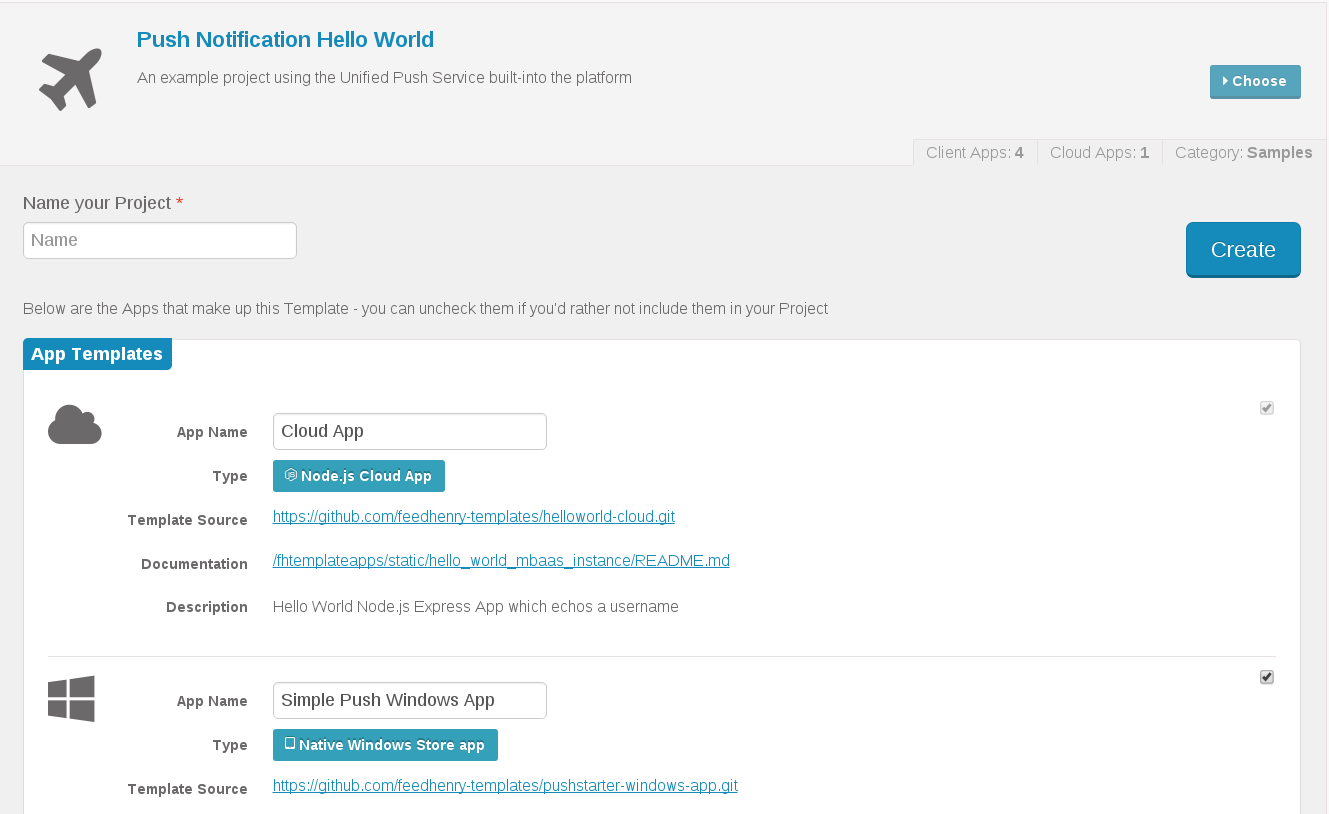 Push Notification Hello World
An example project using the Unified Push Service built-into the platform
Choose
Client Apps: 4 Cloud Apps: 1 Category: Samples
Name your Project *
Name
Create
Below are the Apps that make up this Template - you can uncheck them if you'd rather not include them in your Project
App Templates
App Name Cloud App
Type Node.js Cloud App
Template Source https://github.com/feedhenry-templates/helloworld-cloud.git
Documentation /fhtemplateapps/static/hello_world_mbaas_instance/README.md
Description Hello World Node.js Express App which echos a username
App Name Simple Push Windows App
Type Native Windows Store app
Template Source https://github.com/feedhenry-templates/pushstarter-windows-app.git